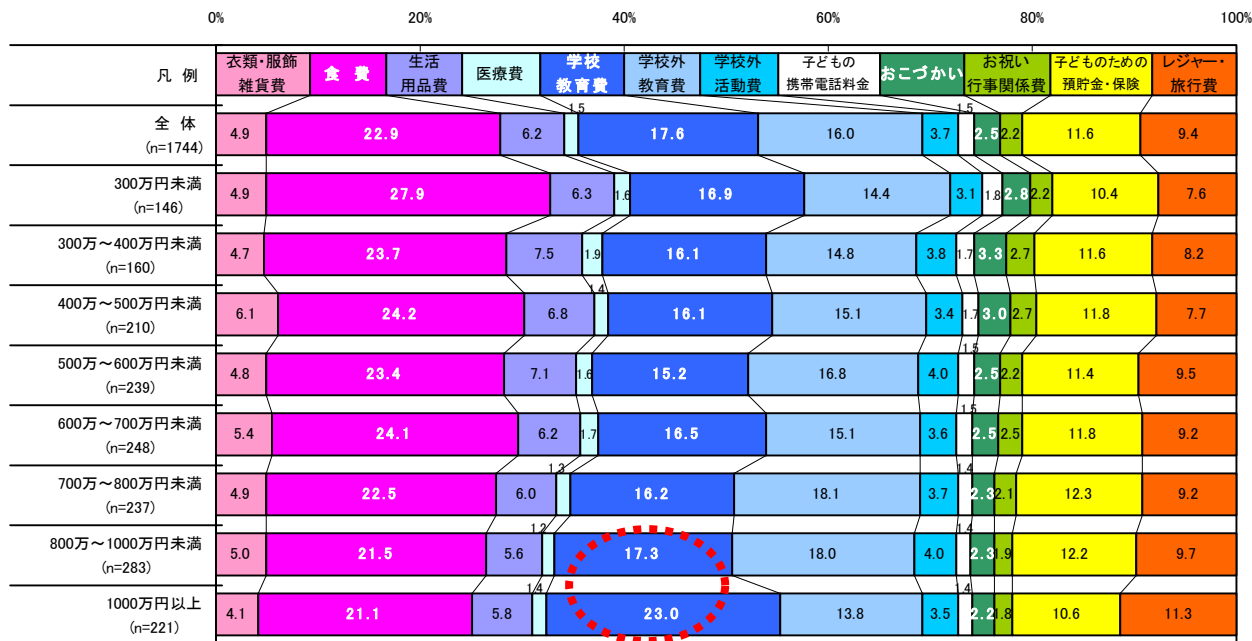 0% 20% 40% 60% 80% 100%
凡 例
衣類・服飾
雑貨費
食 費
生活
用品費
医療費
学校
教育費
学校外
教育費
学校外
活動費
子どもの
携帯電話料金
おこづかい
お祝い
行事関係費
子どものための
預貯金・保険
レジャー・
旅行費
全 体
(n=1744)
4.9 22.9 6.2 1.5 17.6 16.0 3.7 1.5 2.5 2.2 11.6 9.4
300万円未満
(n=146)
4.9 27.9 6.3 1.6 16.9 14.4 3.1 1.8 2.8 2.2 10.4 7.6
300万～400万円未満
(n=160)
4.7 23.7 7.5 1.9 16.1 14.8 3.8 1.7 3.3 2.7 11.6 8.2
400万～500万円未満
(n=210)
6.1 24.2 6.8 1.4 16.1 15.1 3.4 1.7 3.0 2.7 11.8 7.7
500万～600万円未満
(n=239)
4.8 23.4 7.1 1.6 15.2 16.8 4.0 1.5 2.5 2.2 11.4 9.5
600万～700万円未満
(n=248)
5.4 24.1 6.2 1.7 16.5 15.1 3.6 1.5 2.5 2.5 11.8 9.2
700万～800万円未満
(n=237)
4.9 22.5 6.0 1.3 16.2 18.1 3.7 1.4 2.3 2.1 12.3 9.2
800万～1000万円未満
(n=283)
5.0 21.5 5.6 1.2 17.3 18.0 4.0 1.4 2.3 1.9 12.2 9.7
1000万円以上
(n=221)
4.1 21.1 5.8 1.4 23.0 13.8 3.5 1.4 2.2 1.8 10.6 11.3